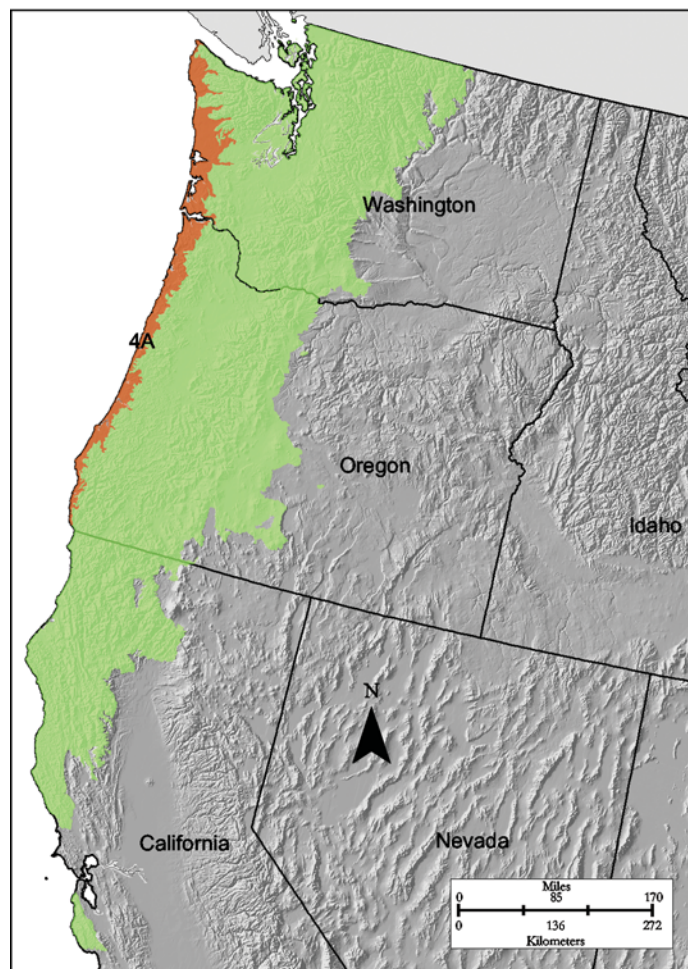 Washington
4A
Oregon
Idaho
N
California
Nevada
Miles
0 85 170
0 136 272
Kilometers